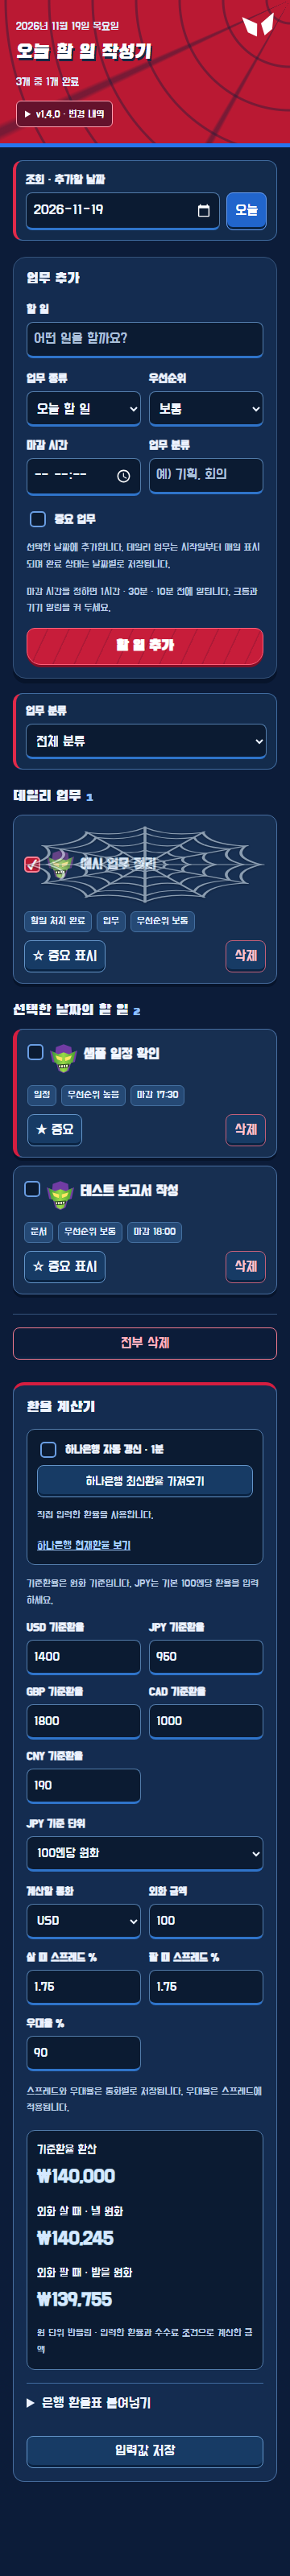 2026년 11월 19일 목요일
오늘 할 일 작성기
3개 중 1개 완료
▶ v1.4.0 · 변경 내역
조회 · 추가할 날짜
2026-11-19
오늘
업무 추가
할 일
어떤 일을 할까요?
업무 종류 우선순위
오늘 할 일 보통
마감 시간 업무 분류
-- --:-- 예) 기획, 회의
중요 업무
선택한 날짜에 추가합니다. 데일리 업무는 시작일부터 매일 표시
되며 완료 상태는 날짜별로 저장됩니다.
마감 시간을 정하면 1시간 · 30분 · 10분 전에 알립니다. 크롬과
기기 알림을 켜 두세요.
할 일 추가
업무 분류
전체 분류
데일리 업무 1
예시 업무 정리
회일 처치 완료 업무 우선순위 보통
☆ 중요 표시 삭제
선택한 날짜의 할 일 2
샘플 일정 확인
일정 우선순위 높음 마감 17:30
★ 중요 삭제
테스트 보고서 작성
문서 우선순위 보통 마감 18:00
☆ 중요 표시 삭제
전부 삭제
환율 계산기
하나은행 자동 갱신 · 1분
하나은행 최신환율 가져오기
직접 입력한 환율을 사용합니다.
하나은행 현재환율 보기
기준환율은 원화 기준입니다. JPY는 기본 100엔당 환율을 입력
하세요.
USD 기준환율 JPY 기준환율
1400 950
GBP 기준환율 CAD 기준환율
1800 1000
CNY 기준환율
190
JPY 기준 단위
100엔당 원화
계산할 통화 외화 금액
USD 100
살 때 스프레드 % 팔 때 스프레드 %
1.75 1.75
우대율 %
90
스프레드와 우대율은 통화별로 저장됩니다. 우대율은 스프레드에
적용됩니다.
기준환율 환산
₩140,000
외화 살 때 · 낼 원화
₩140,245
외화 팔 때 · 받을 원화
₩139,755
원 단위 반올림 · 입력한 환율과 수수료 조건으로 계산한 금
액
▶ 은행 환율표 붙여넣기
입력값 저장